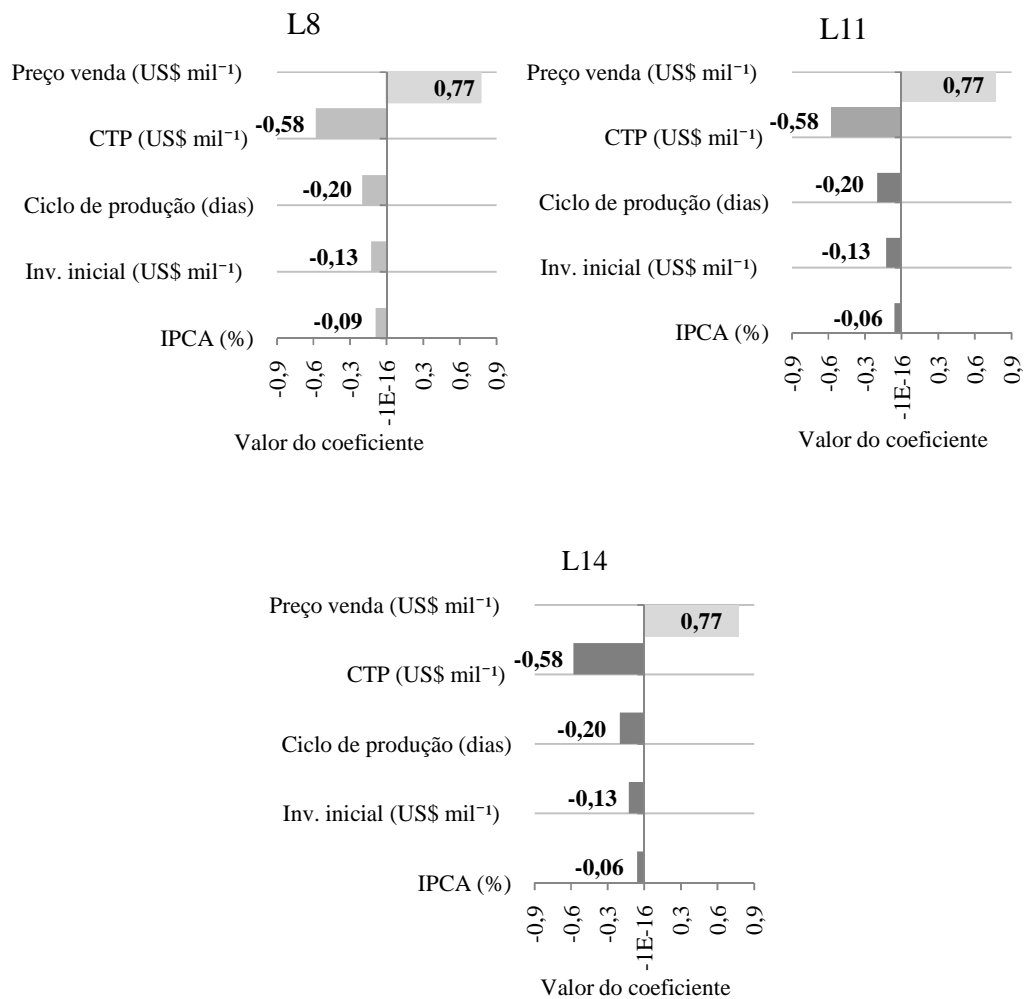 L8
Preço venda (US$ mil⁻¹)
0,77
-0,58
CTP (US$ mil⁻¹)
-0,20
Ciclo de produção (dias)
-0,13
Inv. inicial (US$ mil⁻¹)
-0,09
IPCA (%)
-0,9
-0,6
-0,3
-1E-16
0,3
0,6
0,9
Valor do coeficiente
L11
Preço venda (US$ mil⁻¹)
0,77
-0,58
CTP (US$ mil⁻¹)
-0,20
Ciclo de produção (dias)
-0,13
Inv. inicial (US$ mil⁻¹)
-0,06
IPCA (%)
-0,9
-0,6
-0,3
-1E-16
0,3
0,6
0,9
Valor do coeficiente
L14
Preço venda (US$ mil⁻¹)
0,77
-0,58
CTP (US$ mil⁻¹)
-0,20
Ciclo de produção (dias)
-0,13
Inv. inicial (US$ mil⁻¹)
-0,06
IPCA (%)
-0,9
-0,6
-0,3
-1E-16
0,3
0,6
0,9
Valor do coeficiente